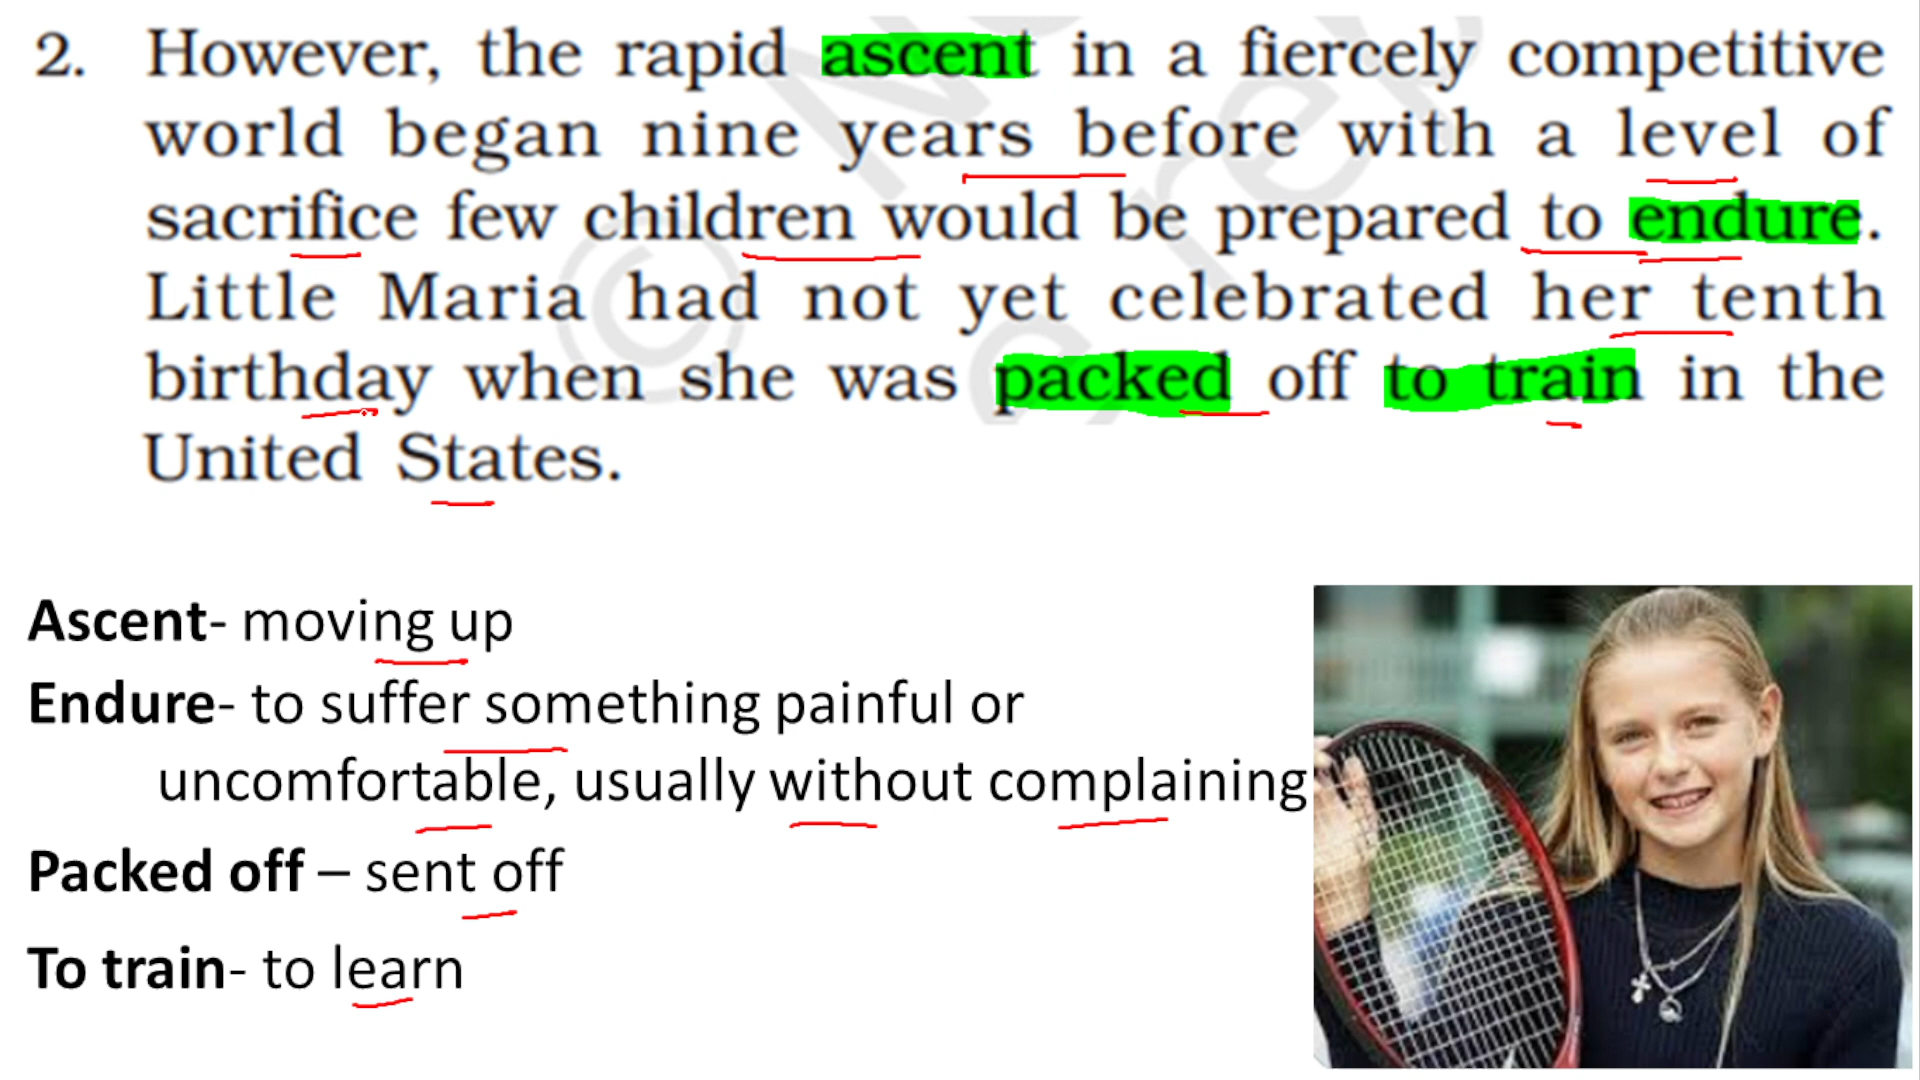 2. However, the rapid ascent in a fiercely competitive
world began nine years before with a level of
sacrifice few children would be prepared to endure.
Little Maria had not yet celebrated her tenth
birthday when she was packed off to train in the
United States.
Ascent- moving up
Endure- to suffer something painful or
uncomfortable, usually without complaining
Packed off – sent off
To train- to learn